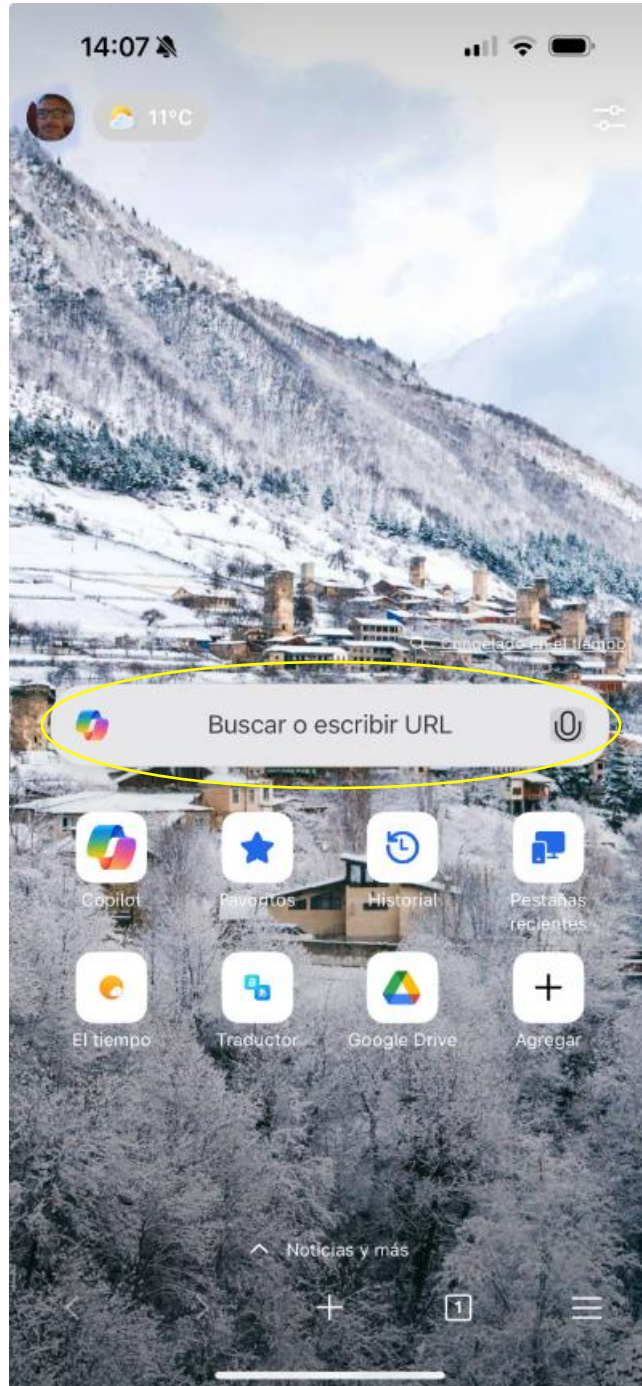 14:07
11°C
Congelado en el tiempo
Buscar o escribir URL
Copilot
Favoritos
Historial
Pestañas
recientes
El tiempo
Traductor
Google Drive
Agregar
Noticias y más
1